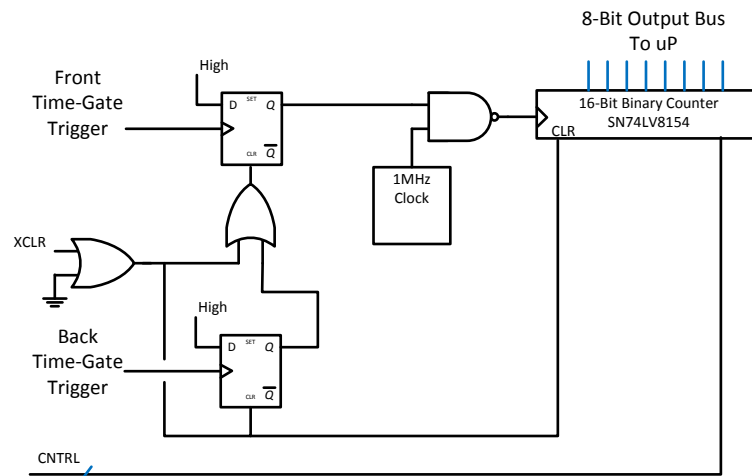 8-Bit Output Bus
To uP
High
Front
Time-Gate
Trigger
D
SET
Q
CLR
Q
16-Bit Binary Counter
SN74LV8154
CLR
1MHz
Clock
XCLR
High
Back
Time-Gate
Trigger
D
SET
Q
CLR
Q
CNTRL